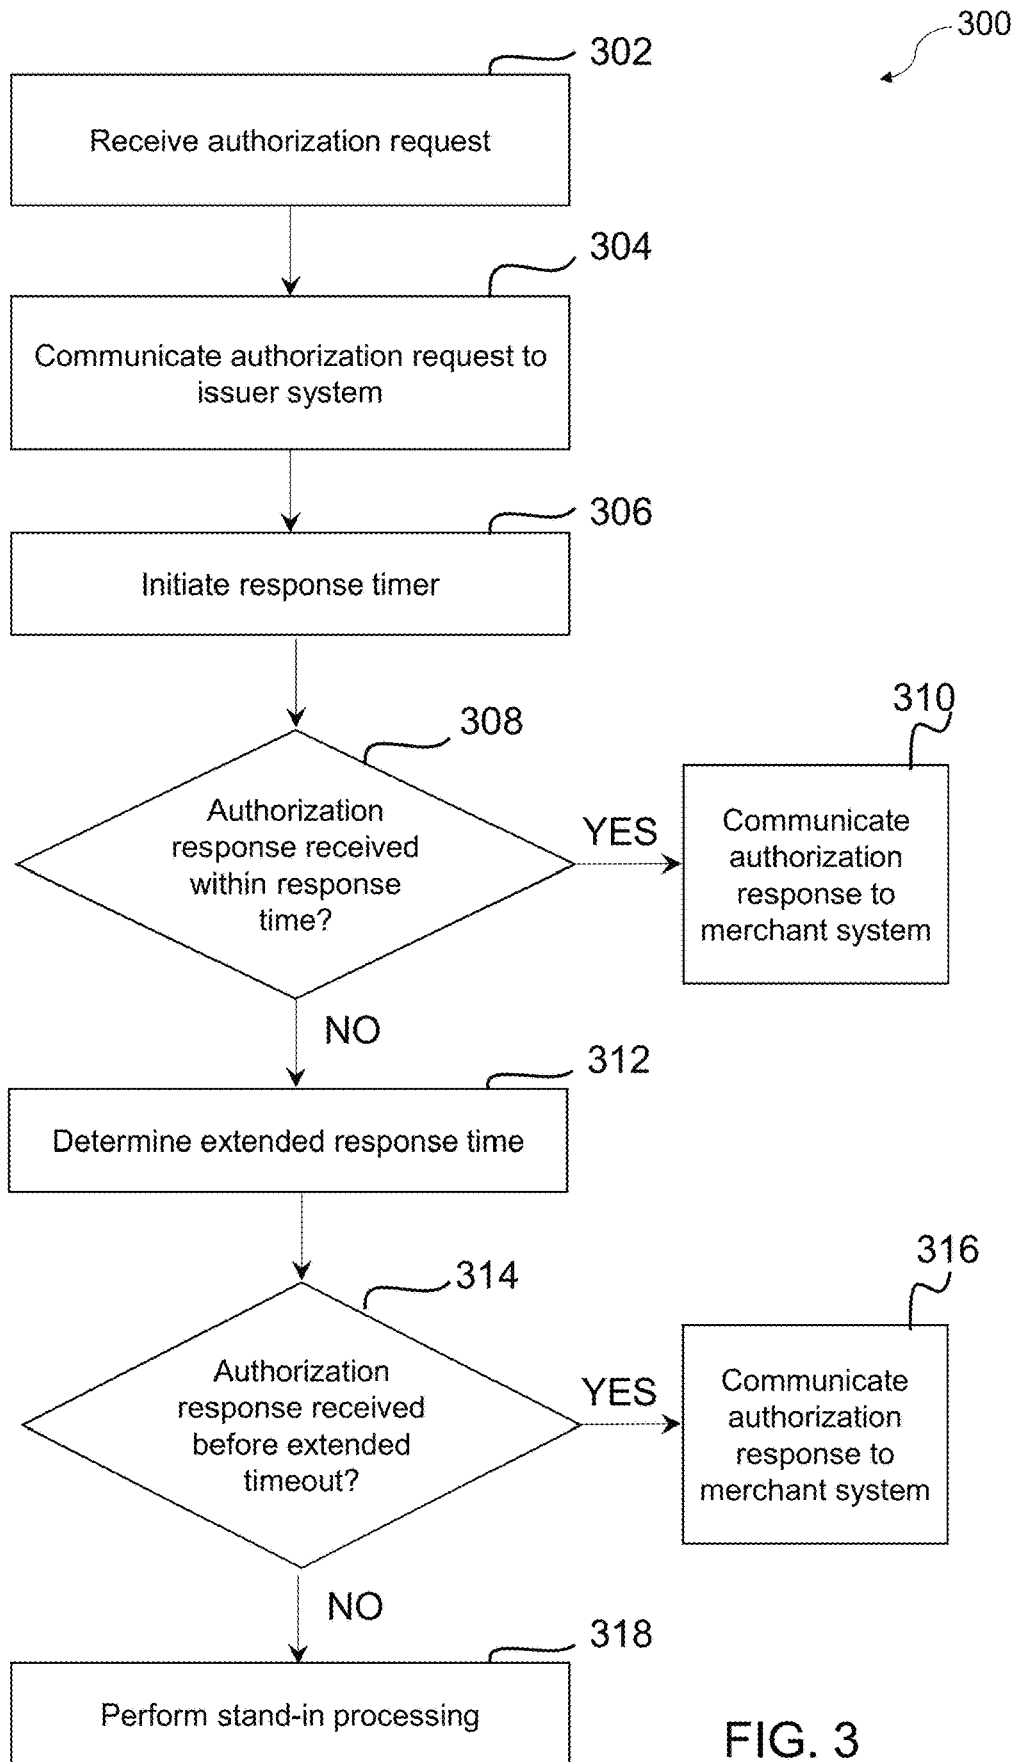 300
302
Receive authorization request
304
Communicate authorization request to
issuer system
306
Initiate response timer
308
Authorization
response received
within response
time?
YES
310
Communicate
authorization
response to
merchant system
NO
312
Determine extended response time
314
Authorization
response received
before extended
timeout?
YES
316
Communicate
authorization
response to
merchant system
NO
318
Perform stand-in processing
FIG. 3